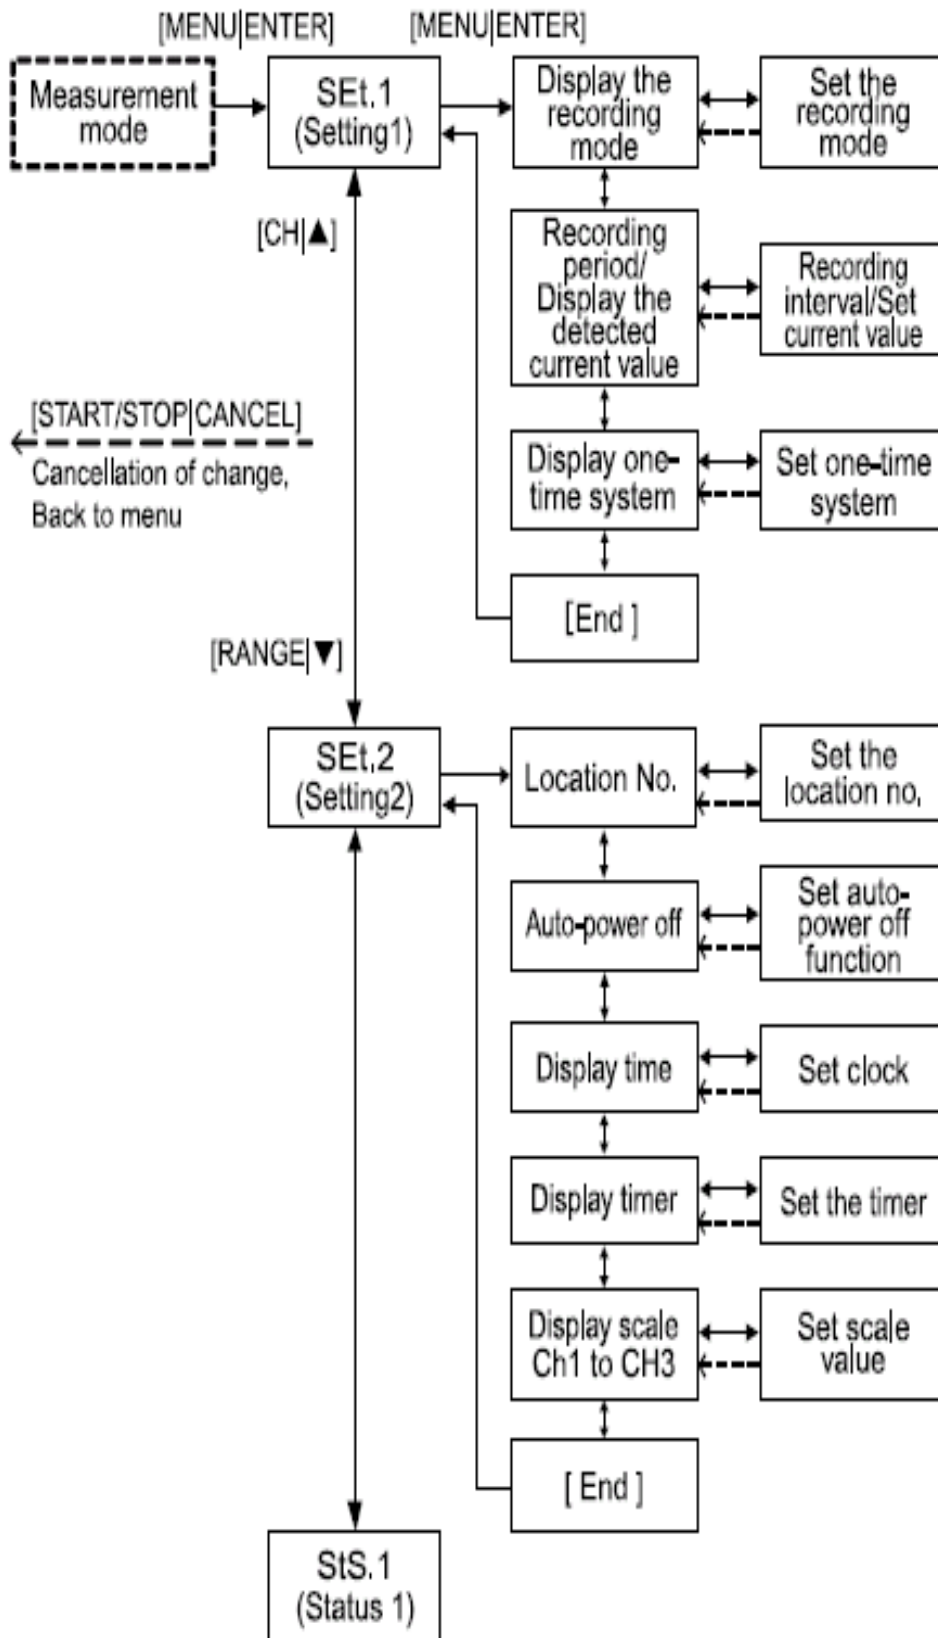 [MENU|ENTER]
[MENU|ENTER]
Measurement
mode
SEt.1
(Setting1)
Display the
recording
mode
Set the
recording
mode
[CH|▲]
Recording
period/
Display the
detected
current value
Recording
interval/Set
current value
[START/STOP|CANCEL]
Cancellation of change,
Back to menu
Display one-
time system
Set one-time
system
[End ]
[RANGE|▼]
SEt.2
(Setting2)
Location No.
Set the
location no.
Auto-power off
Set auto-
power off
function
Display time
Set clock
Display timer
Set the timer
Display scale
Ch1 to CH3
Set scale
value
[ End ]
StS.1
(Status 1)